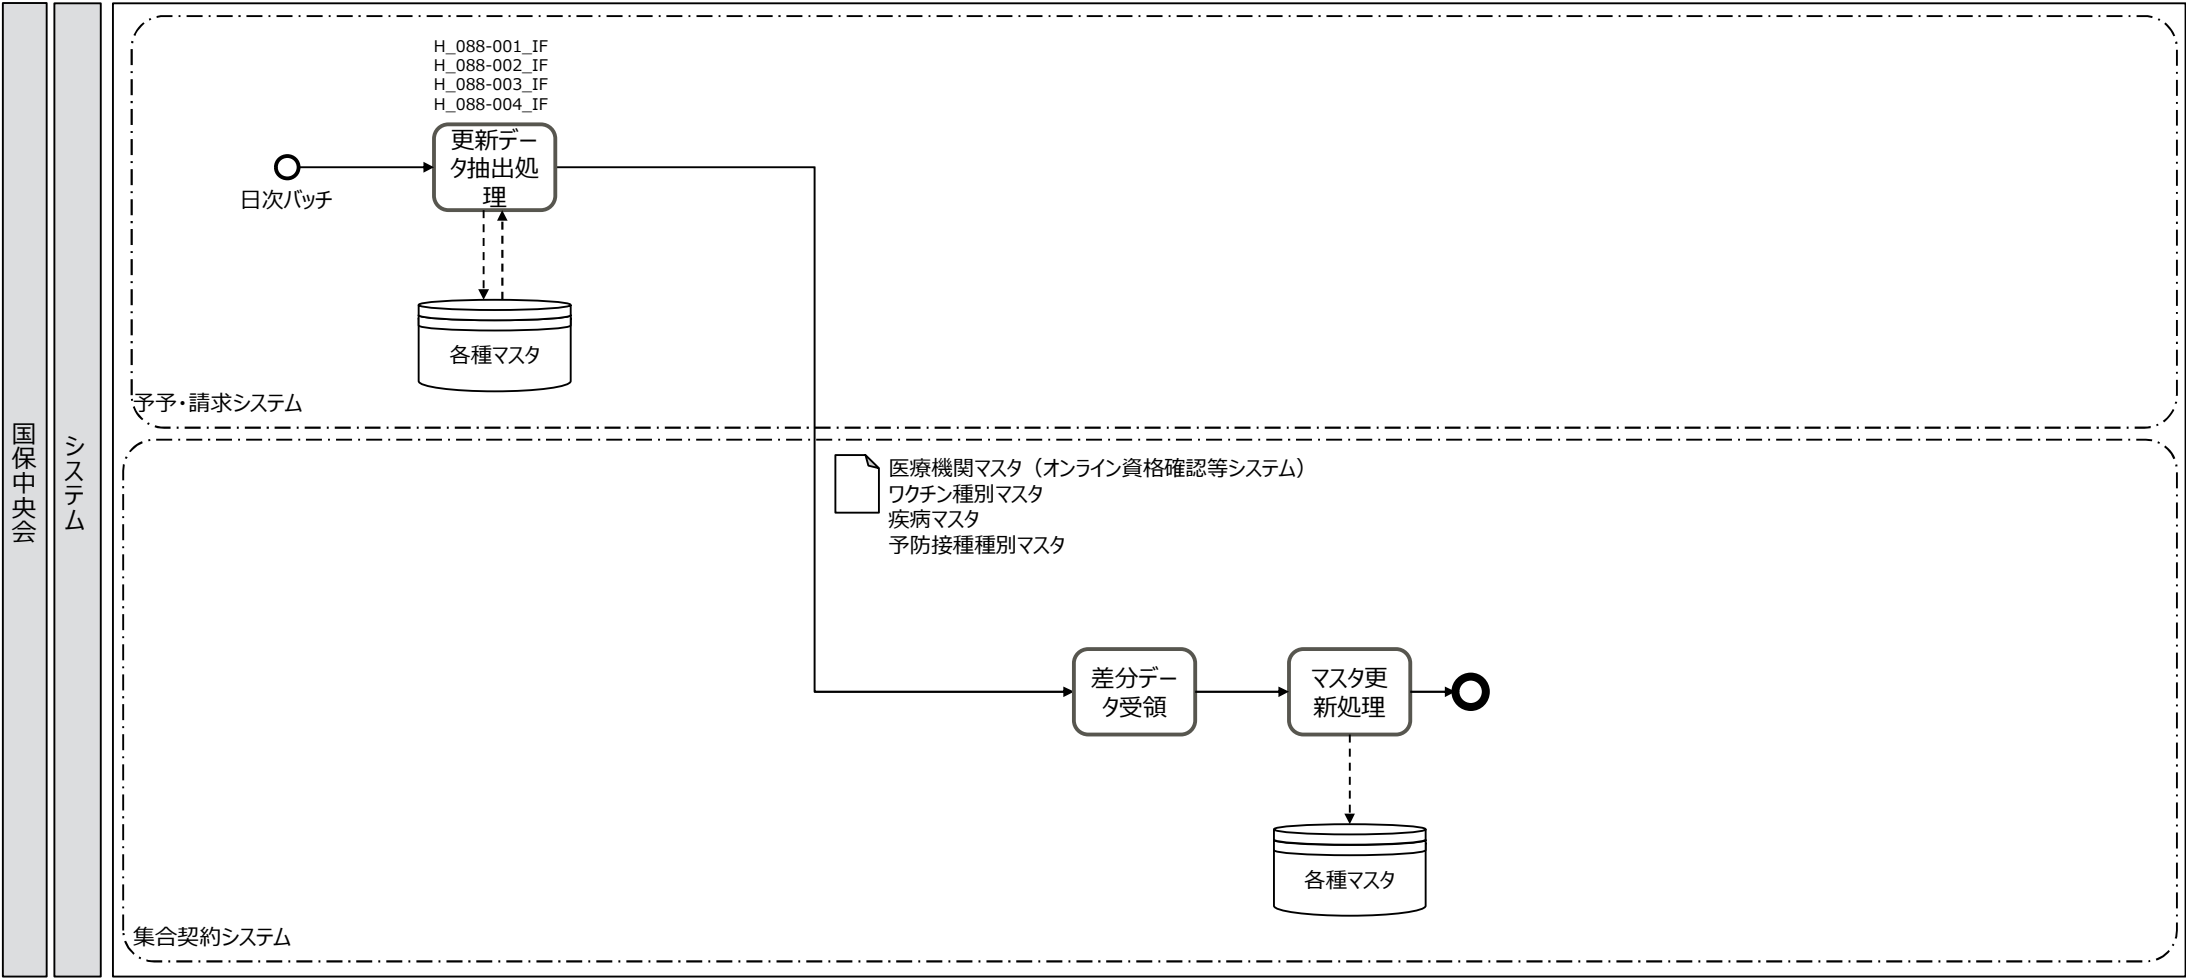 国保中央会
システム
H_088-001_IF
H_088-002_IF
H_088-003_IF
H_088-004_IF
更新デー
タ抽出処
理
日次バッチ
各種マスタ
予予・請求システム
医療機関マスタ（オンライン資格確認等システム）
ワクチン種別マスタ
疾病マスタ
予防接種種別マスタ
差分デー
タ受領
マスタ更
新処理
各種マスタ
集合契約システム